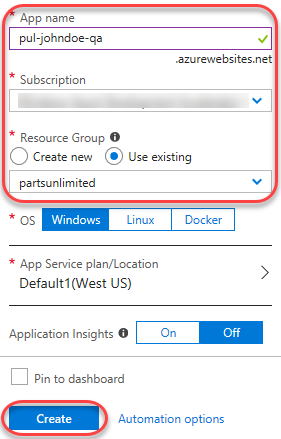 * App name
pul-johndoe-qa
.azurewebsites.net
* Subscription
* Resource Group
Create new Use existing
partsunlimited
* OS Windows Linux Docker
* App Service plan/Location
Default1(West US)
Application Insights On Off
Pin to dashboard
Create Automation options